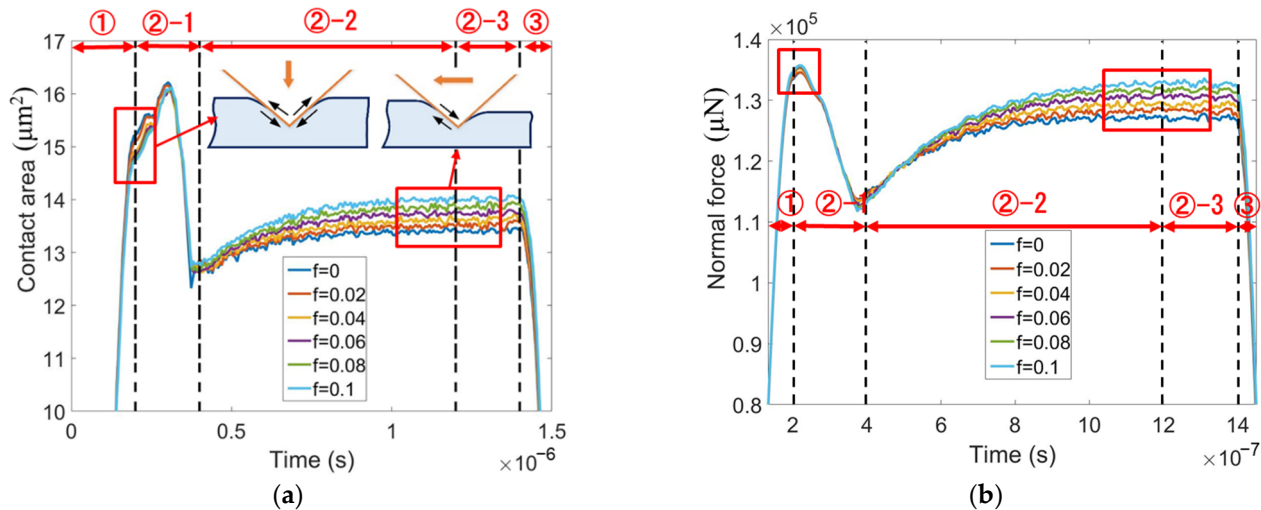 ① ②-1 ②-2 ②-3 ③
17
16
15
14
13
12
11
10
Contact area (μm²)
f=0
f=0.02
f=0.04
f=0.06
f=0.08
f=0.1
0 0.5 1 1.5
Time (s) ×10⁻⁶
(a)
×10⁵
1.4
1.3
1.2
1.1
1
0.9
0.8
Normal force (μN)
① ②- ②-2 ②-3 ③
f=0
f=0.02
f=0.04
f=0.06
f=0.08
f=0.1
2 4 6 8 10 12 14
Time (s) ×10⁻⁷
(b)